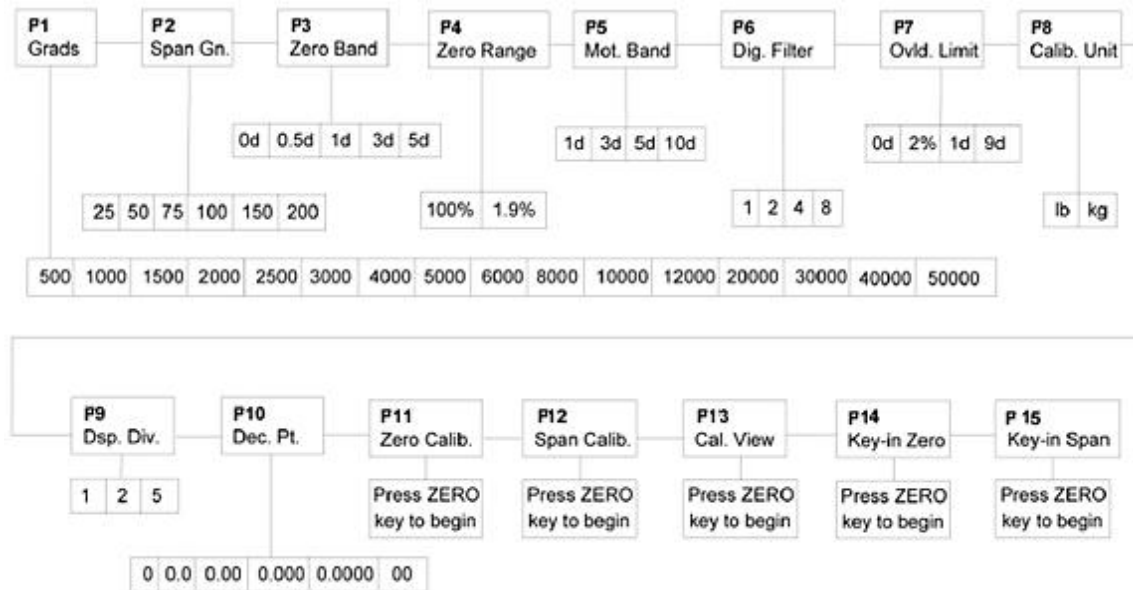 P1 P2 P3 P4 P5 P6 P7 P8
Grads Span Gn. Zero Band Zero Range Mot. Band Dig. Filter Ovld. Limit Calib. Unit
0d 0.5d 1d 3d 5d
1d 3d 5d 10d
0d 2% 1d 9d
25 50 75 100 150 200
100% 1.9%
1 2 4 8
lb kg
500 1000 1500 2000 2500 3000 4000 5000 6000 8000 10000 12000 20000 30000 40000 50000
P9 P10 P11 P12 P13 P14 P 15
Dsp. Div. Dec. Pt. Zero Calib. Span Calib. Cal. View Key-in Zero Key-in Span
1 2 5
Press ZERO Press ZERO Press ZERO Press ZERO Press ZERO
key to begin key to begin key to begin key to begin key to begin
0 0.0 0.00 0.000 0.0000 00